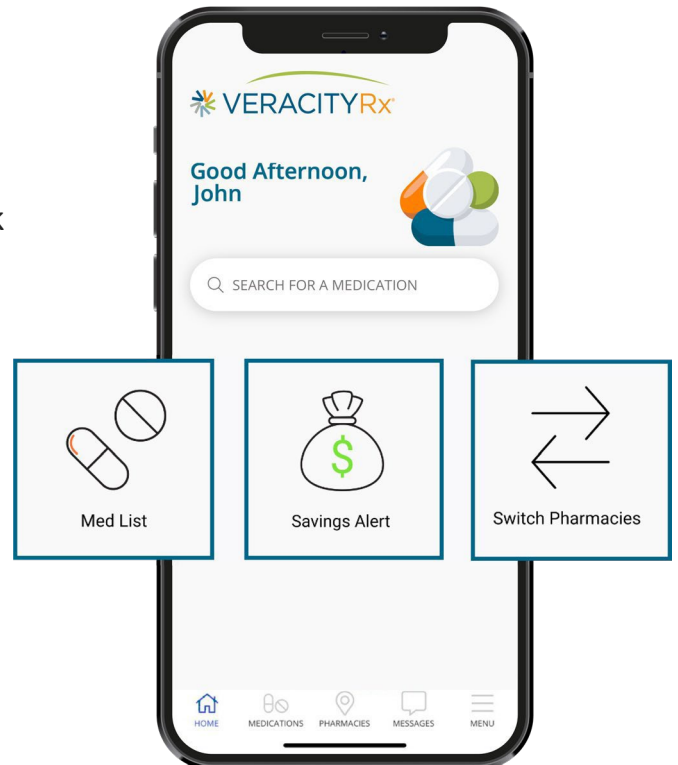 VERACITYRx®
Good Afternoon,
John
SEARCH FOR A MEDICATION
$
Med List
Savings Alert
Switch Pharmacies
HOME
MEDICATIONS
PHARMACIES
MESSAGES
MENU